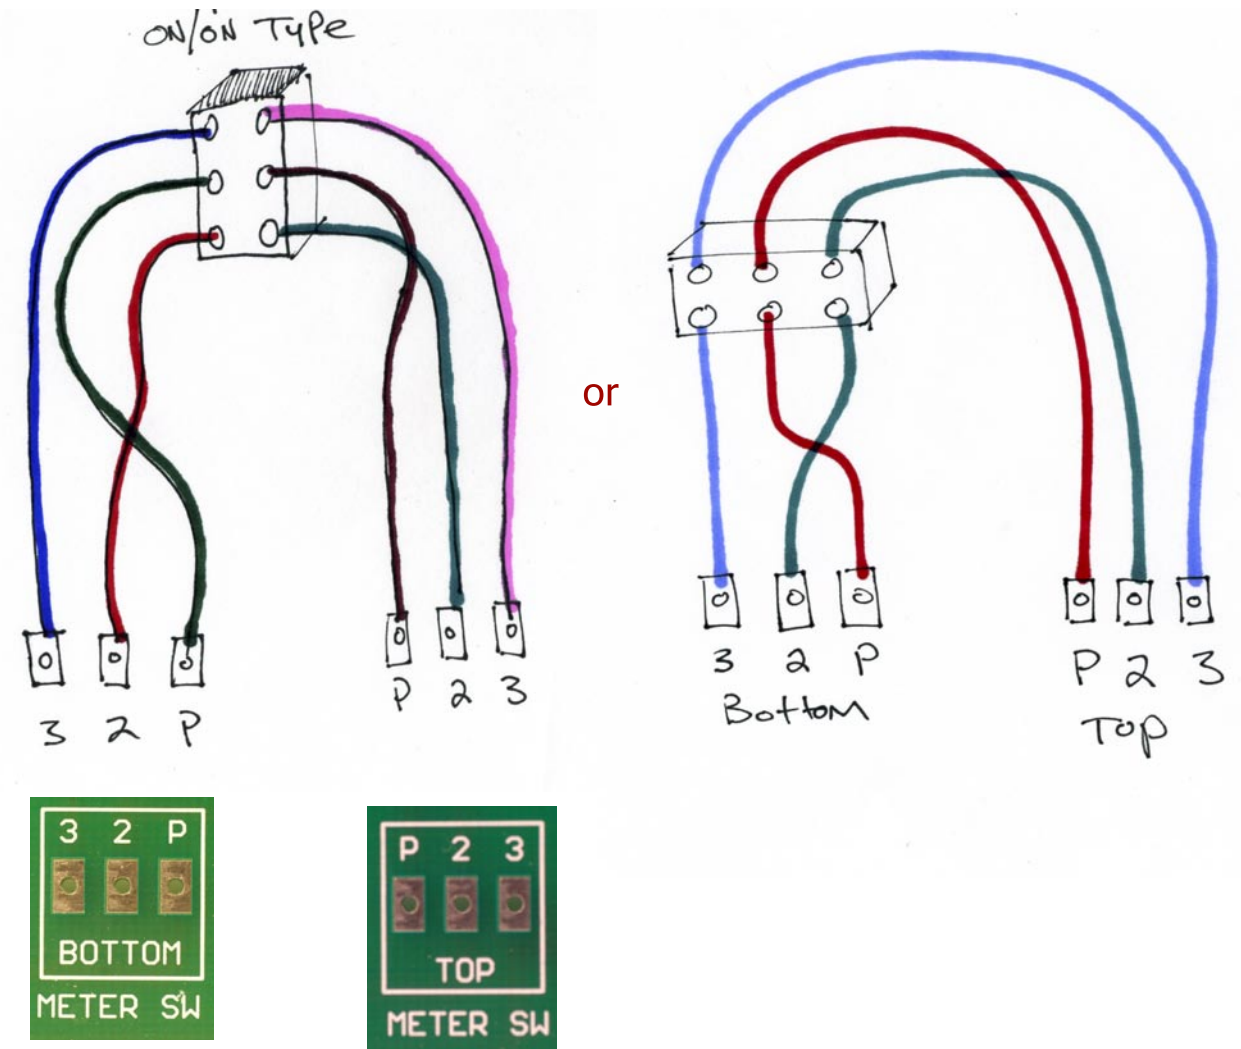 ON/ON Type
or
3 2 P
P 2 3
3 2 P
Bottom
P 2 3
Top
3 2 P
BOTTOM
METER SW
P 2 3
TOP
METER SW